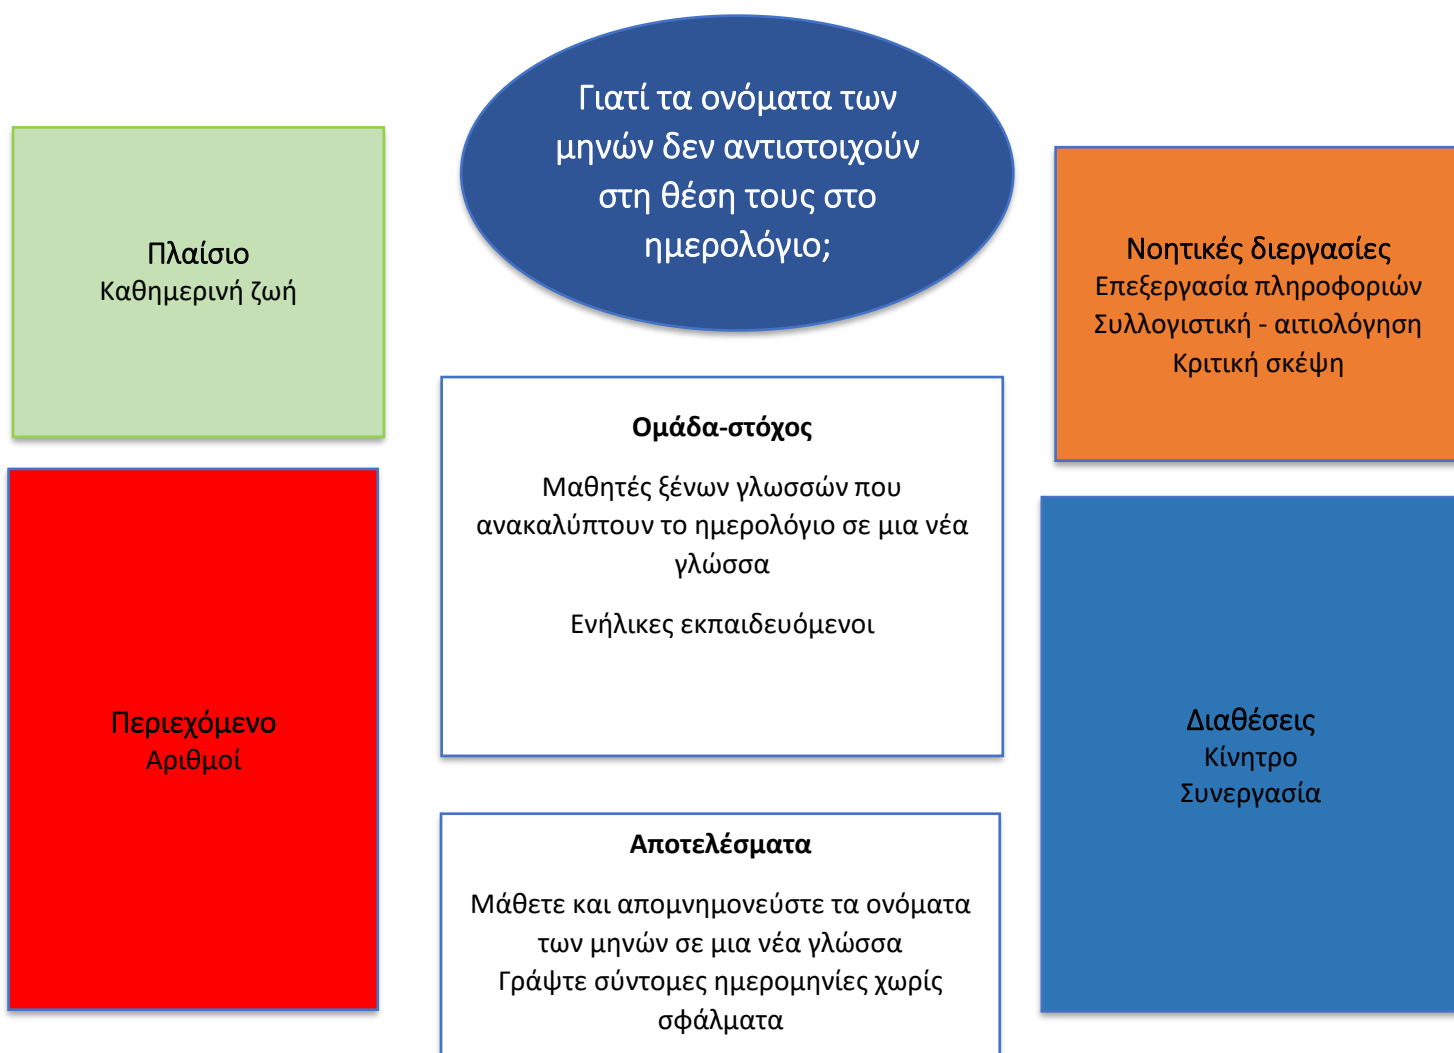 Γιατί τα ονόματα των
μηνών δεν αντιστοιχούν
στη θέση τους στο
ημερολόγιο;
Πλαίσιο
Καθημερινή ζωή
Νοητικές διεργασίες
Επεξεργασία πληροφοριών
Συλλογιστική - αιτιολόγηση
Κριτική σκέψη
Ομάδα-στόχος
Μαθητές ξένων γλωσσών που
ανακαλύπτουν το ημερολόγιο σε μια νέα
γλώσσα
Ενήλικες εκπαιδευόμενοι
Περιεχόμενο
Αριθμοί
Διαθέσεις
Κίνητρο
Συνεργασία
Αποτελέσματα
Μάθετε και απομνημονεύστε τα ονόματα
των μηνών σε μια νέα γλώσσα
Γράψτε σύντομες ημερομηνίες χωρίς
σφάλματα